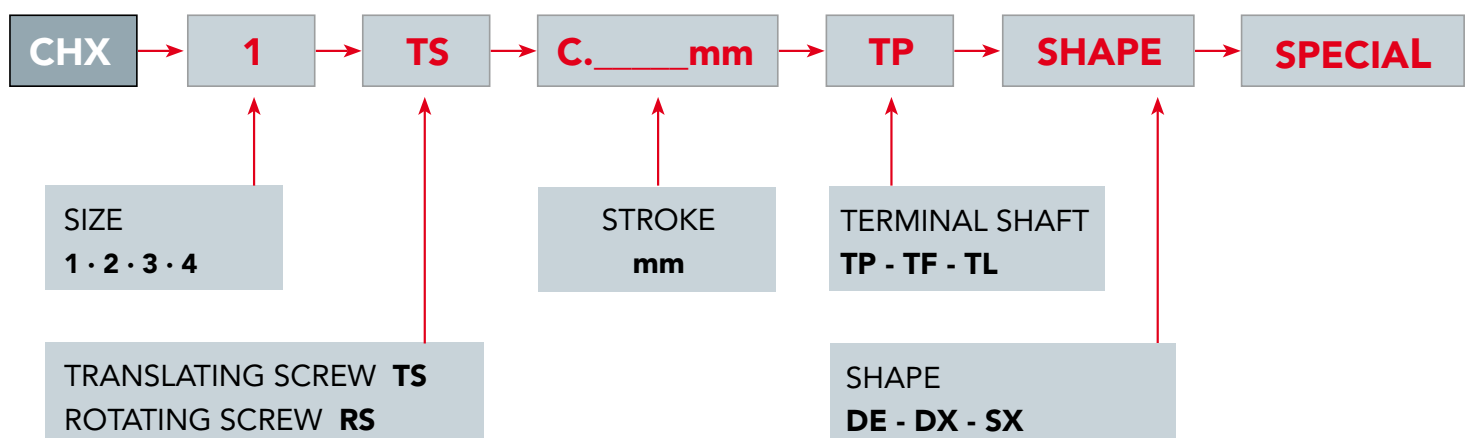 CHX 1 TS C._____mm TP SHAPE SPECIAL
SIZE
1 · 2 · 3 · 4
STROKE
mm
TERMINAL SHAFT
TP - TF - TL
TRANSLATING SCREW TS
ROTATING SCREW RS
SHAPE
DE - DX - SX